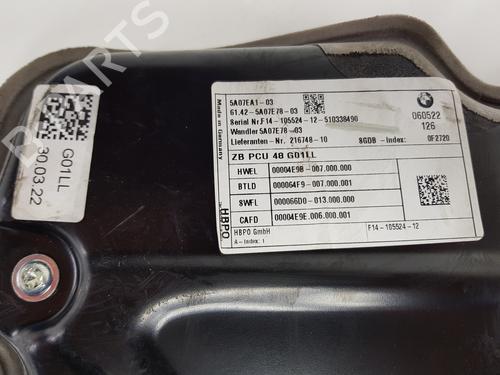 B PARTS
G01LL
30.03.22
Made in Germany
5A07EA1-03
61.42-5A07E78-03
Serial Nr.F14-105524-12-510338490
Wandler 5A07E78-03
Lieferanten-Nr. 216748-10 8GDB -Index: 0F2720
060522
126
ZB PCU 48 G01LL
HWEL 00004E9B-007.000.000
BTLD 000064F9-007.000.001
SWFL 000066D0-013.000.000
CAFD 00004E9E.006.000.001
HBPO
HBPO GmbH
A-Index: 1
F14-105524-12